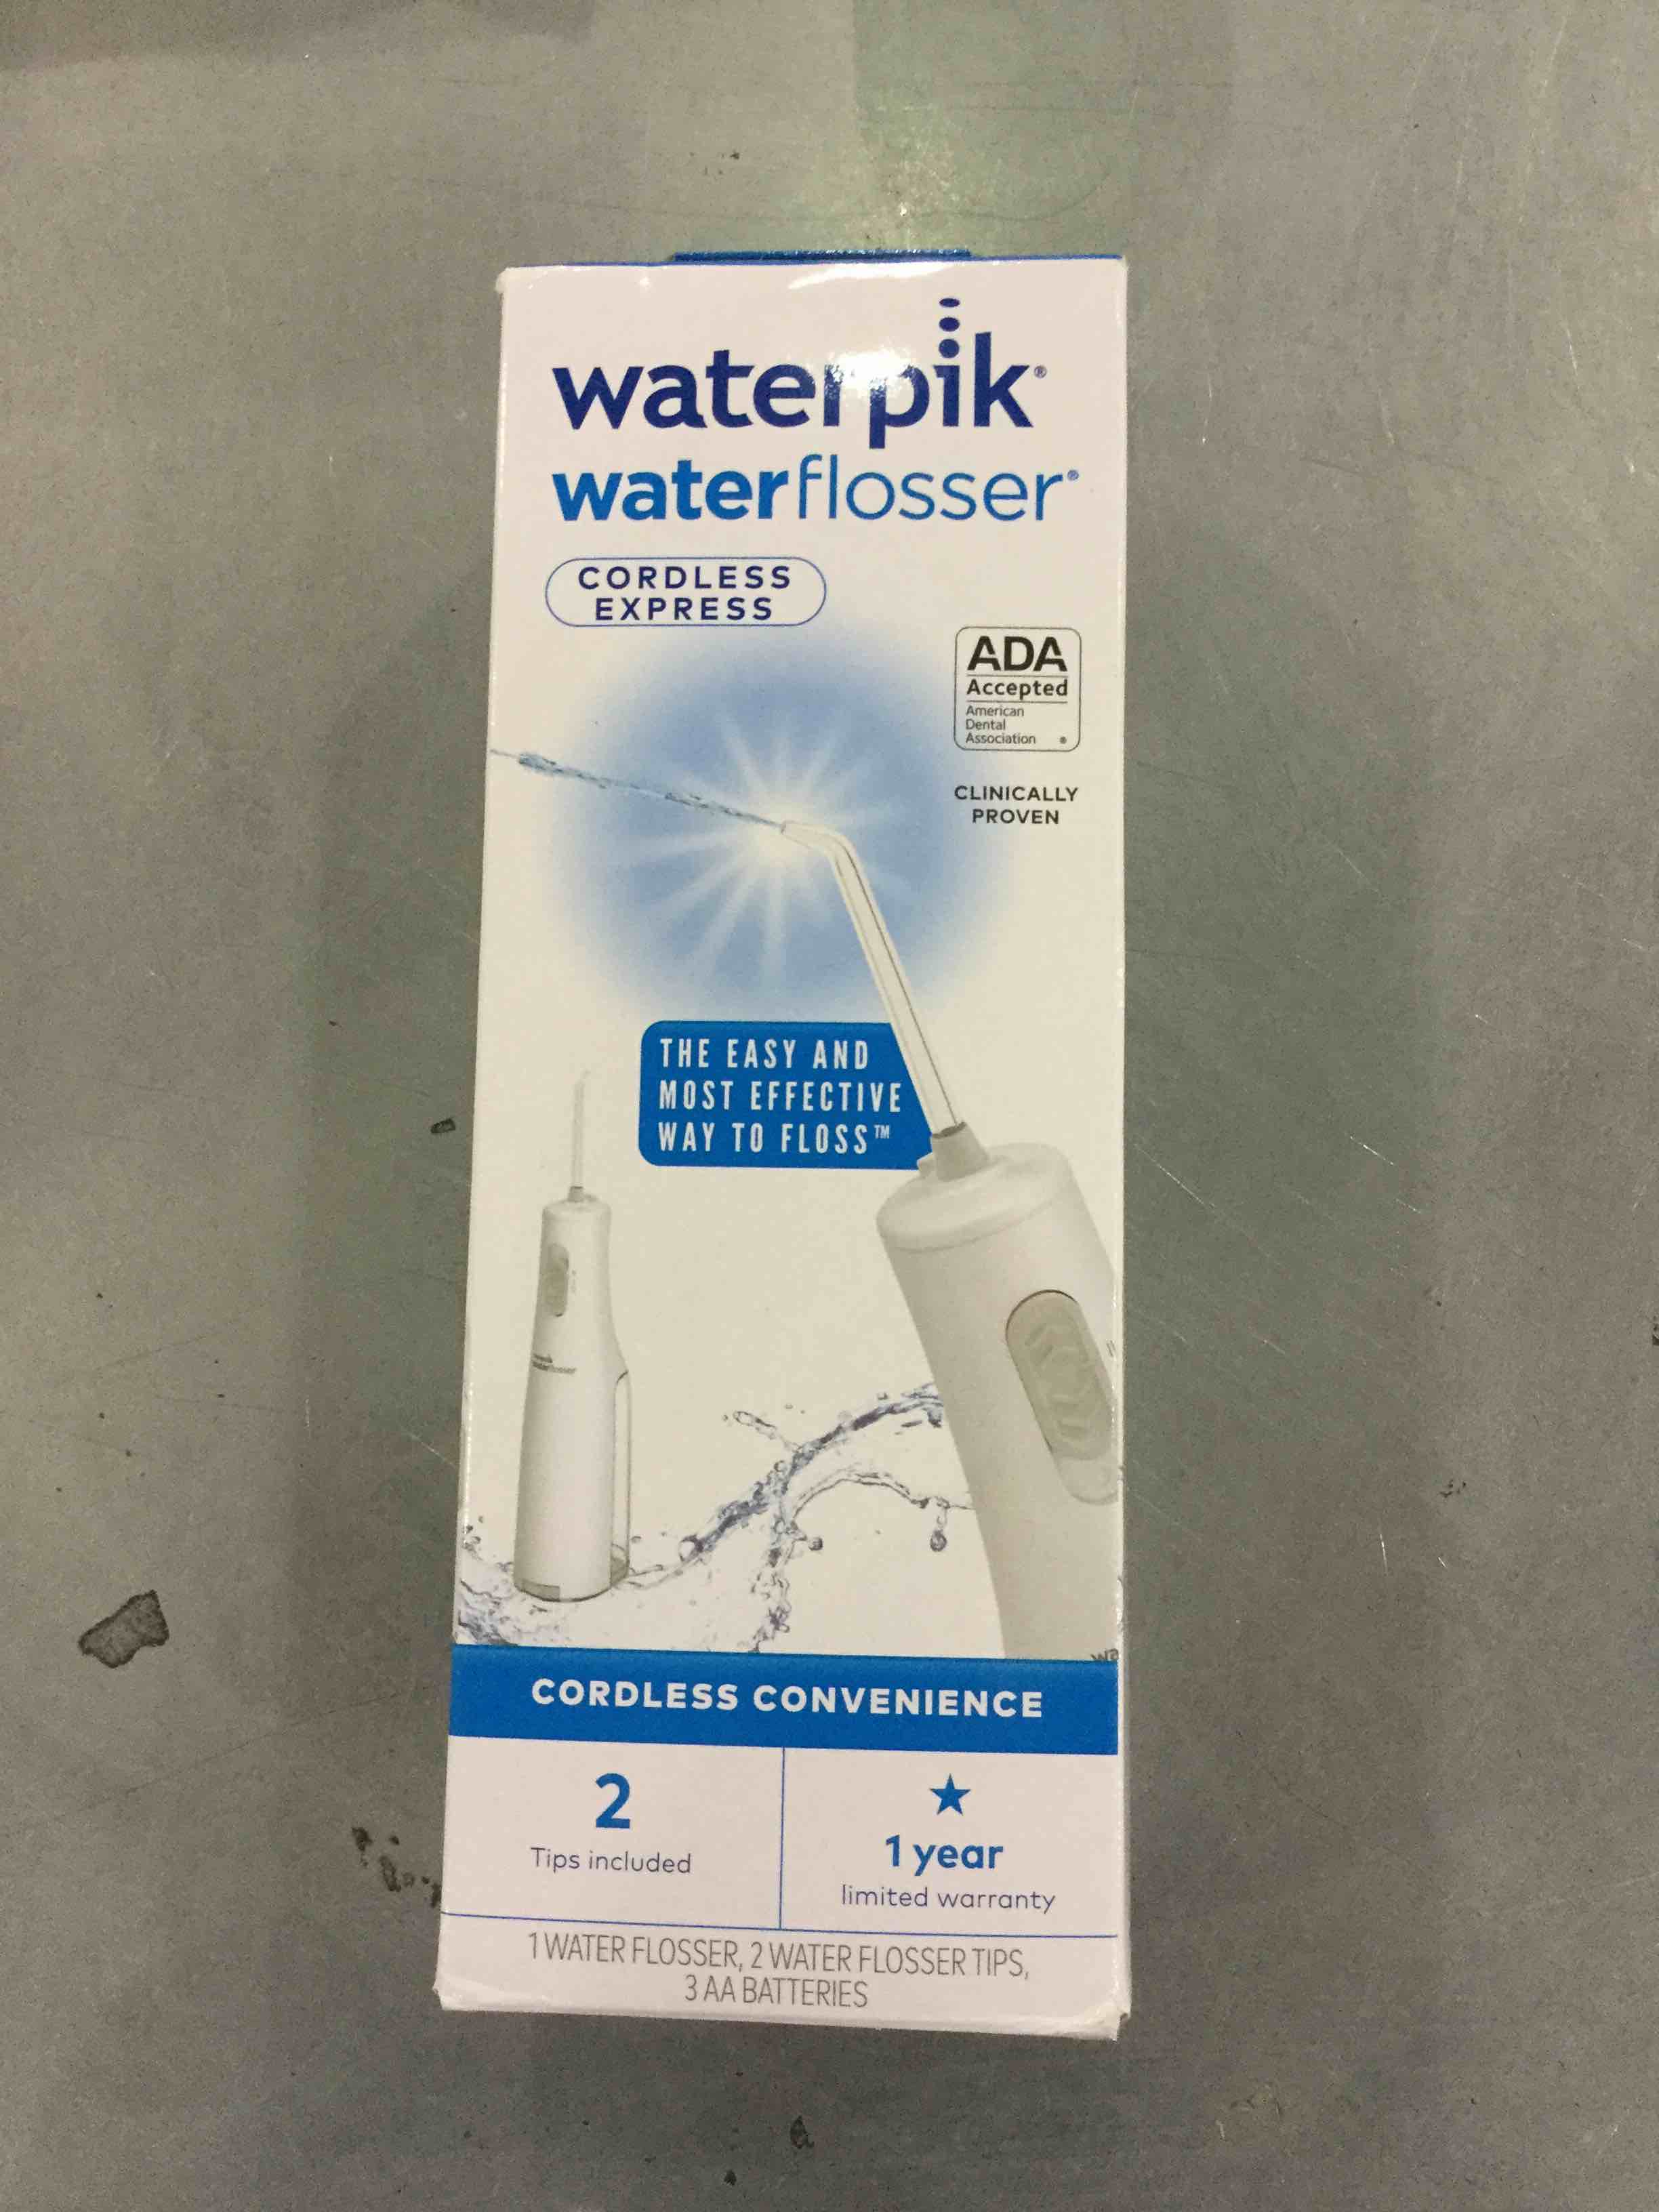 waterpik®
waterflosser®
CORDLESS
EXPRESS
ADA
Accepted
American
Dental
Association ®
CLINICALLY
PROVEN
THE EASY AND
MOST EFFECTIVE
WAY TO FLOSS™
wa
CORDLESS CONVENIENCE
2
Tips included
★
1 year
limited warranty
1 WATER FLOSSER, 2 WATER FLOSSER TIPS,
3 AA BATTERIES